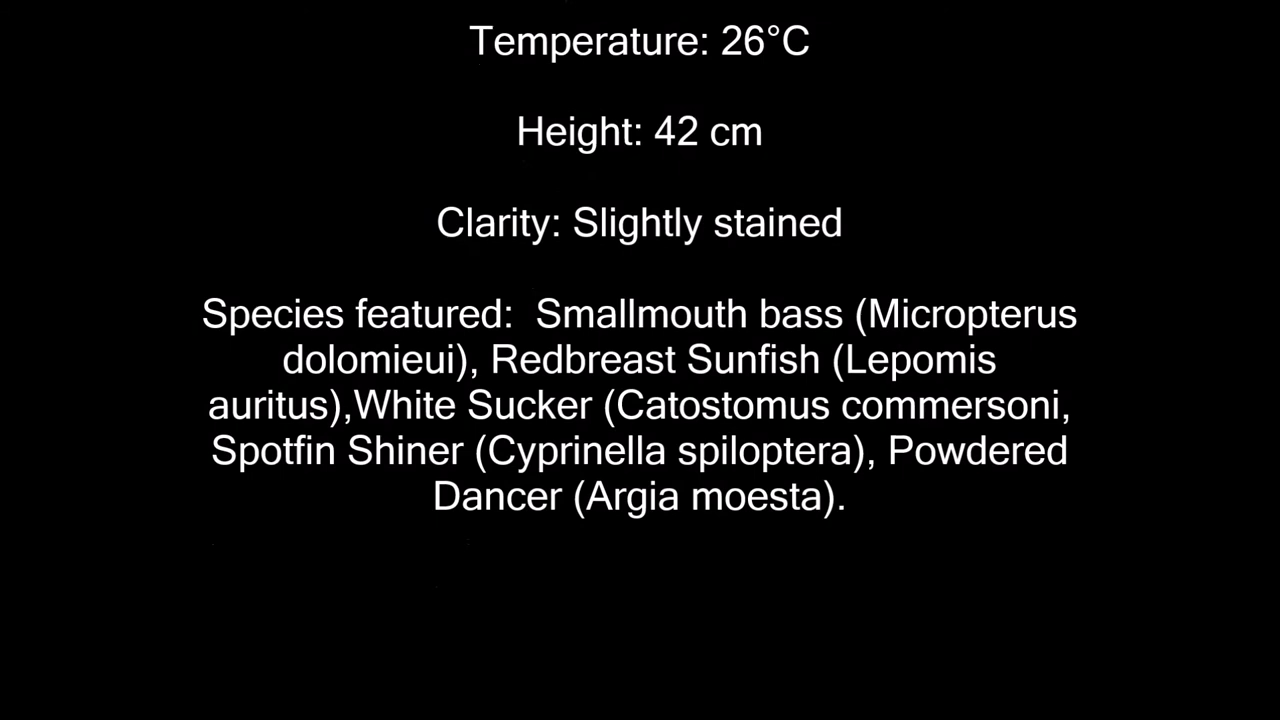 Temperature: 26°C
Height: 42 cm
Clarity: Slightly stained
Species featured:  Smallmouth bass (Micropterus
dolomieui), Redbreast Sunfish (Lepomis
auritus),White Sucker (Catostomus commersoni,
Spotfin Shiner (Cyprinella spiloptera), Powdered
Dancer (Argia moesta).